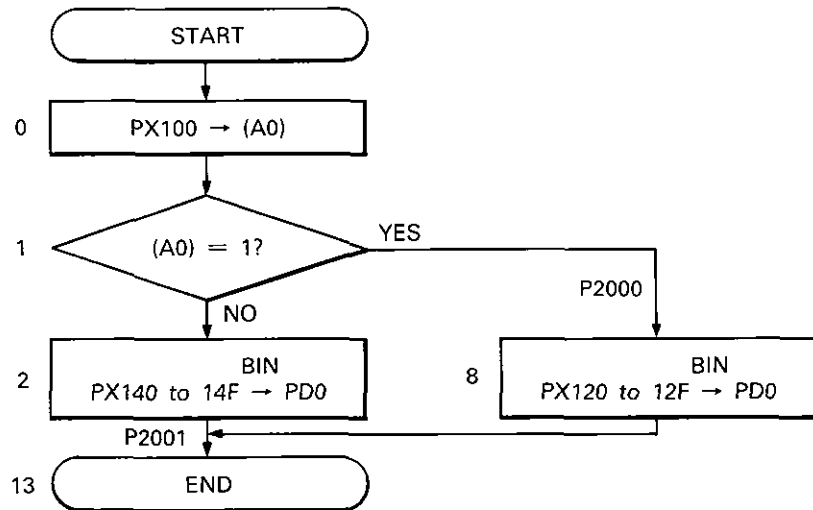 START
0
PX100 → (A0)
1
(A0) = 1?
YES
P2000
NO
2
BIN
PX140 to 14F → PD0
8
BIN
PX120 to 12F → PD0
P2001
13
END